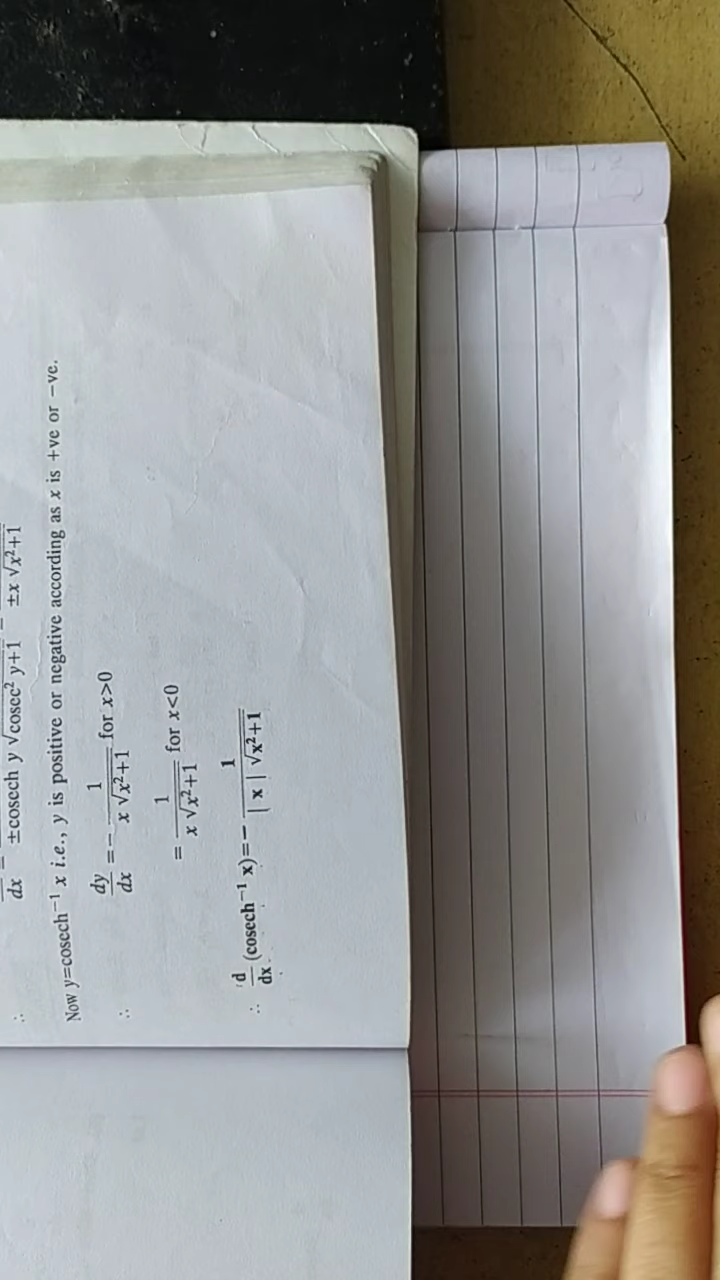 ∴ dx = ±cosech y √cosec² y+1 = ±x √x²+1
Now y=cosech⁻¹ x i.e., y is positive or negative according as x is +ve or −ve.
∴ dy/dx = − 1/(x √x²+1) for x>0
= 1/(x √x²+1) for x<0
∴ d/dx (cosech⁻¹ x)=− 1/(| x | √x²+1)